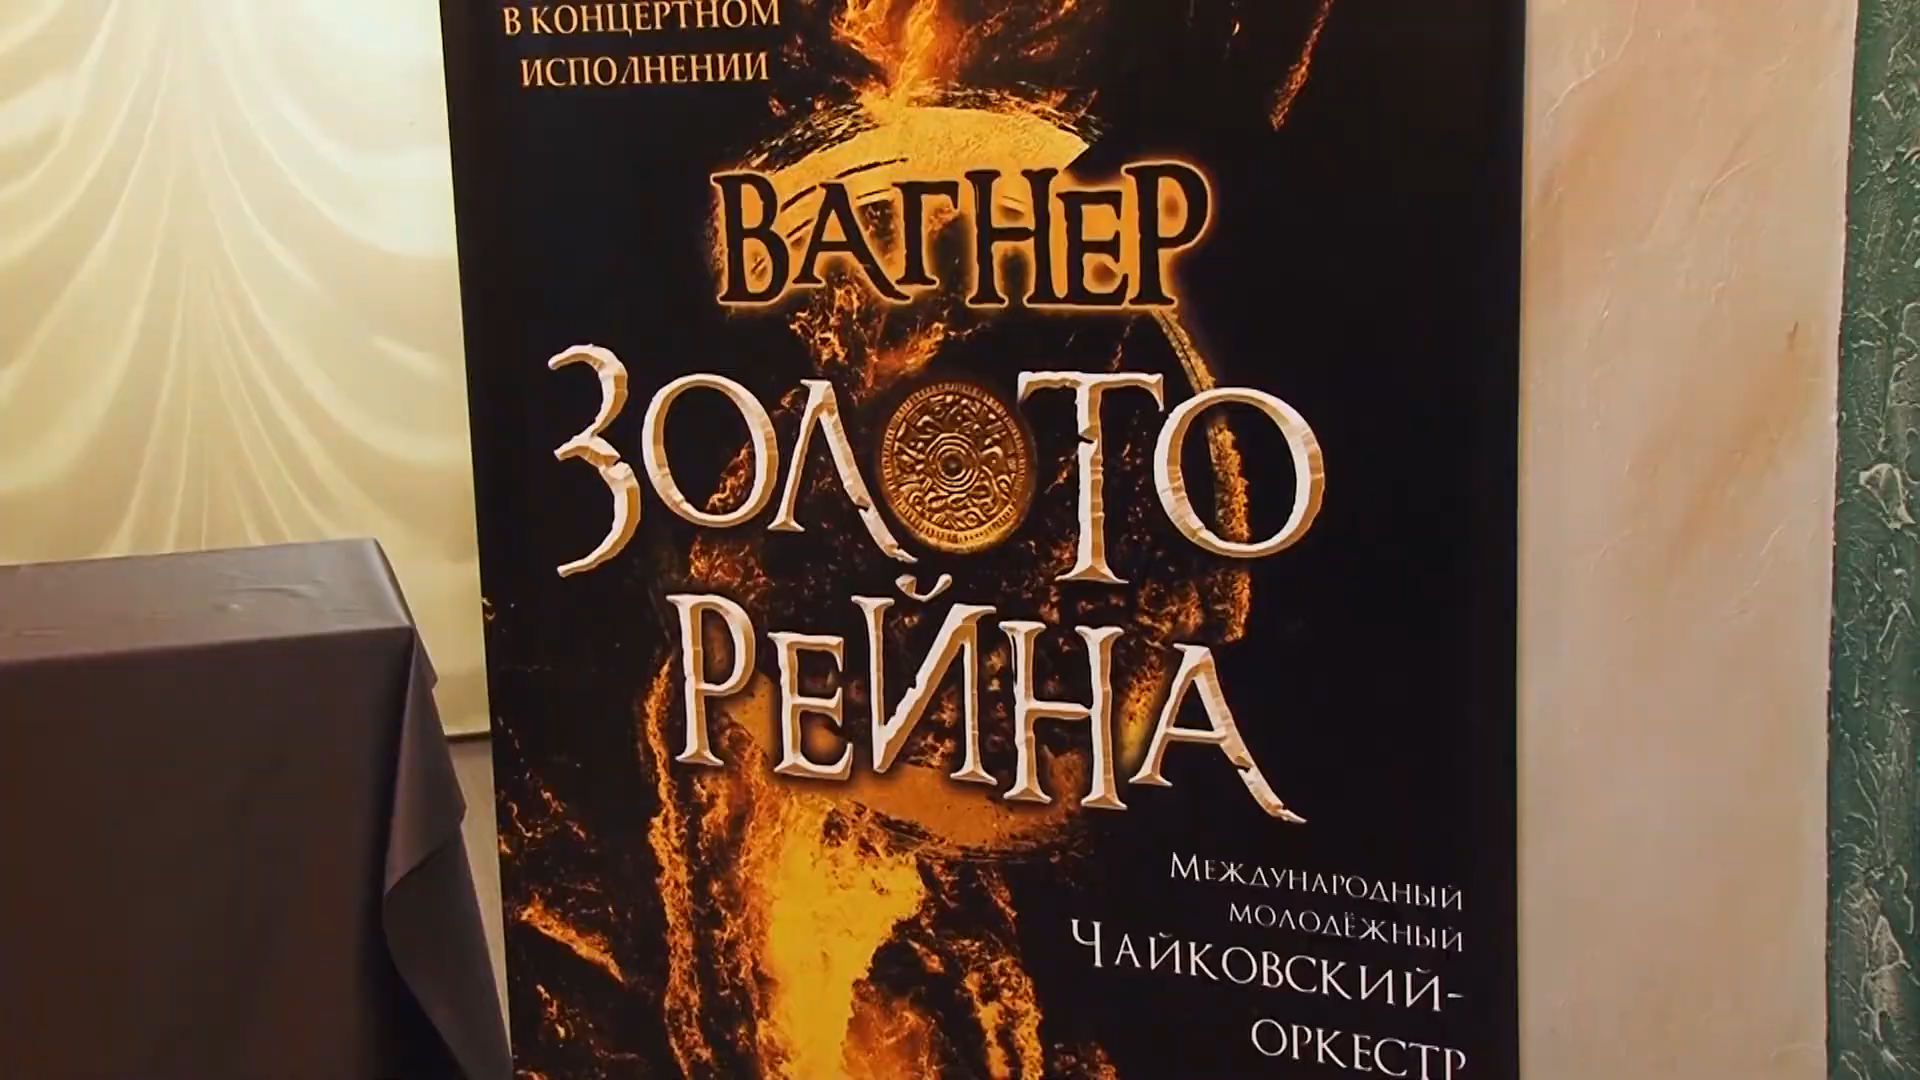 В КОНЦЕРТНОМ
ИСПОЛНЕНИИ
ВАГНЕР
ЗОЛОТО
РЕЙНА
МЕЖДУНАРОДНЫЙ
МОЛОДЁЖНЫЙ
ЧАЙКОВСКИЙ-
ОРКЕСТР